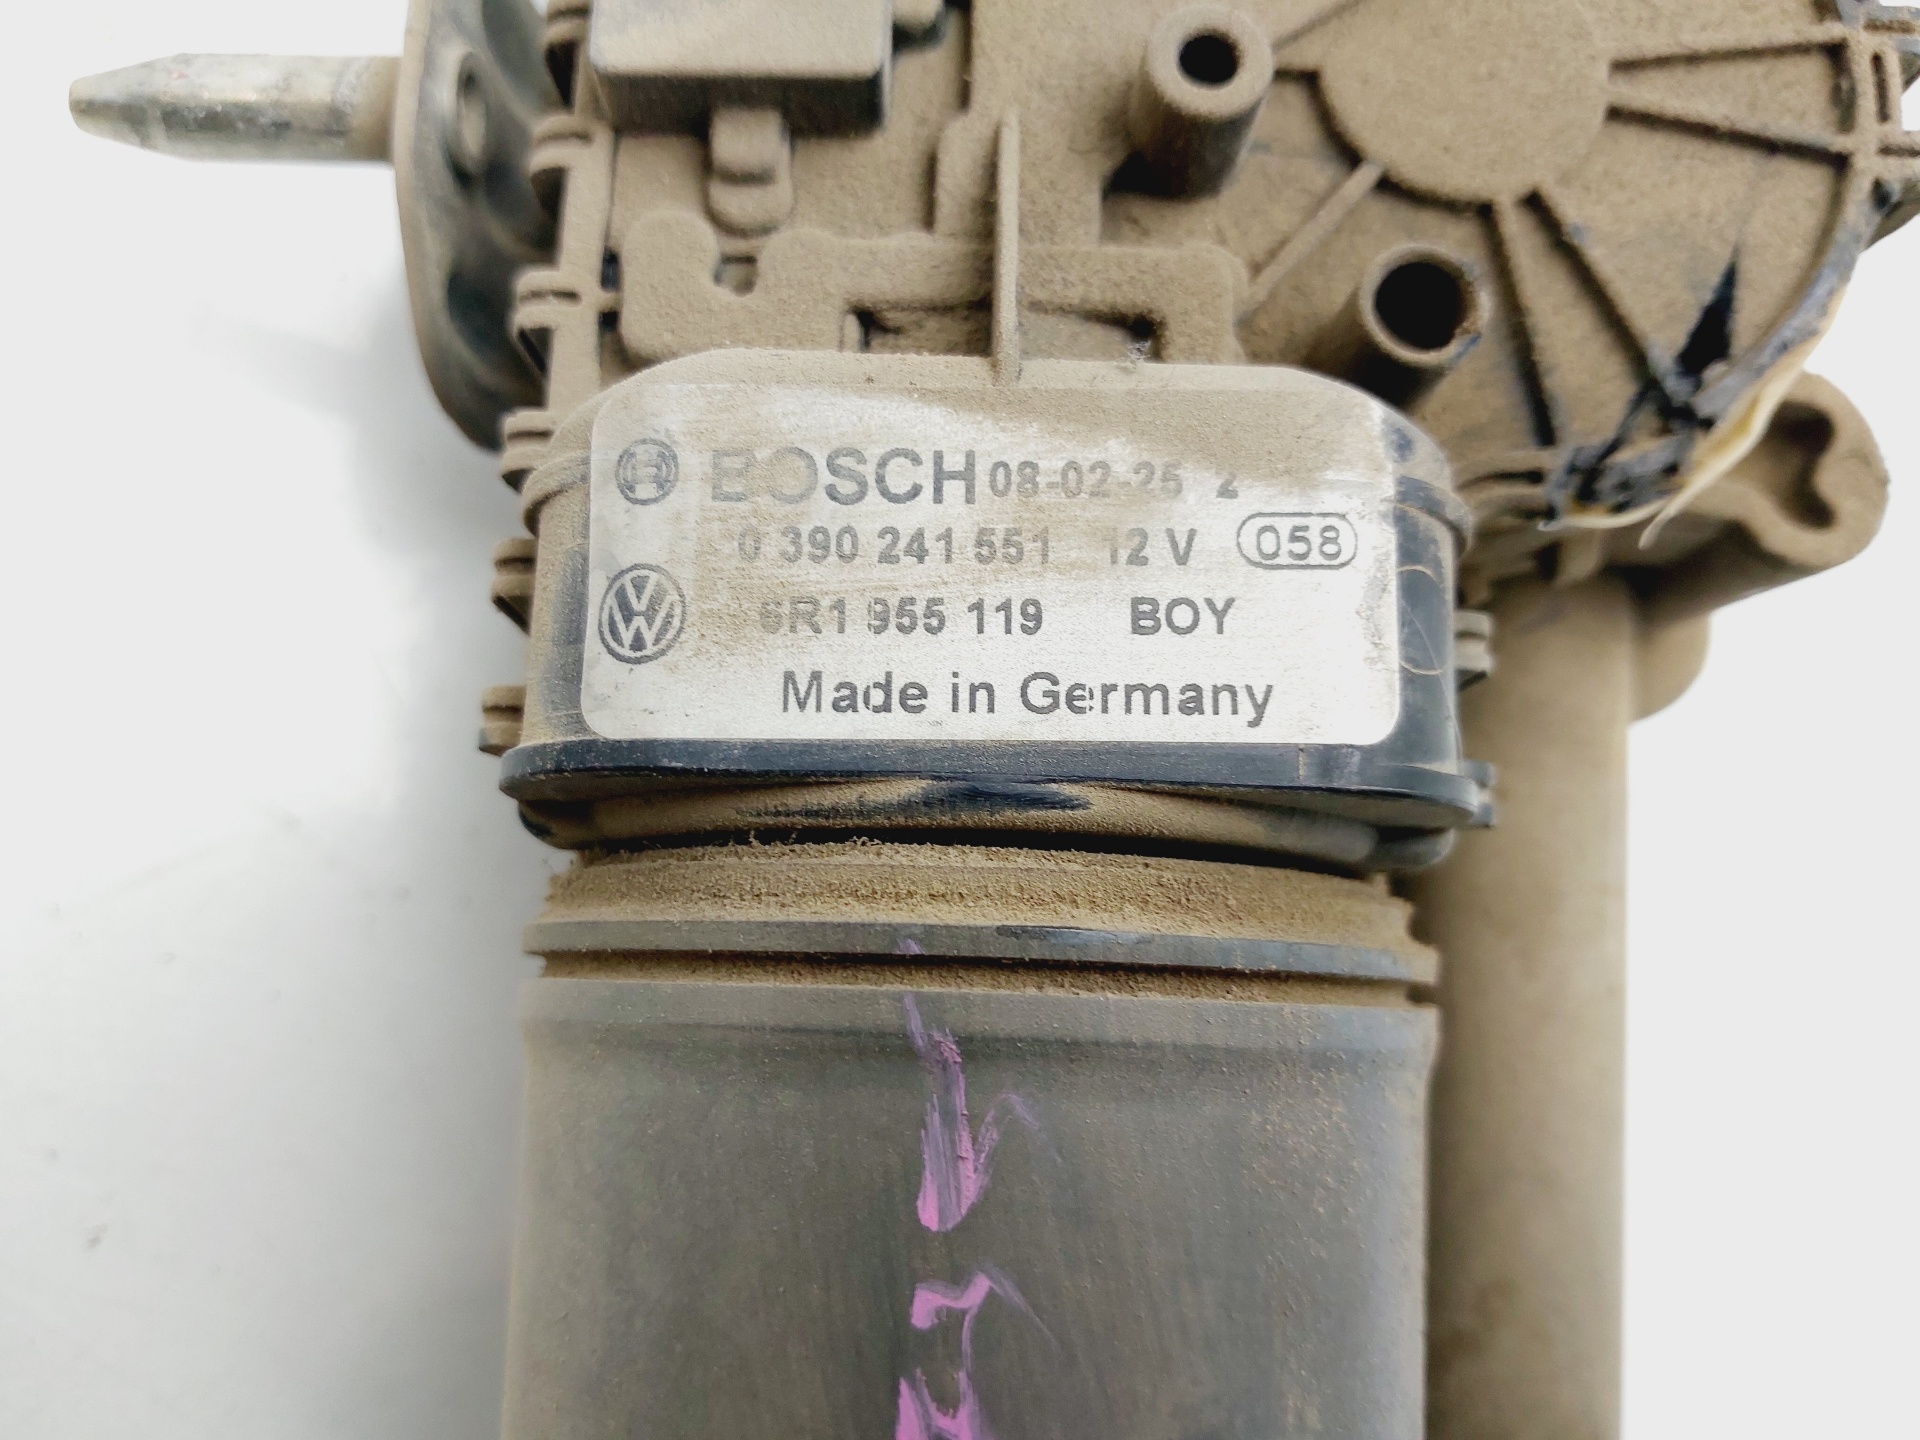 BOSCH 08-02-25 2
0 390 241 551 12 V 058
6R1 955 119 BOY
Made in Germany